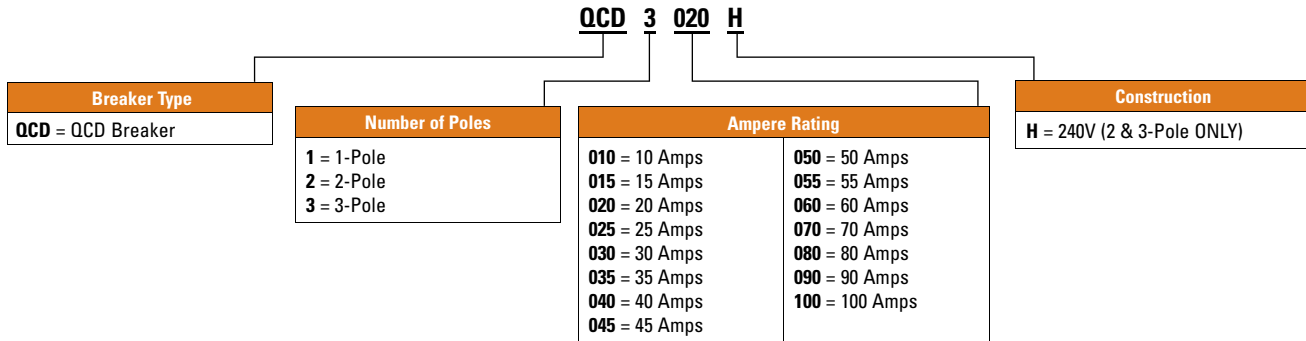 QCD 3 020 H
Breaker Type
QCD = QCD Breaker
Number of Poles
1 = 1-Pole
2 = 2-Pole
3 = 3-Pole
Ampere Rating
010 = 10 Amps
015 = 15 Amps
020 = 20 Amps
025 = 25 Amps
030 = 30 Amps
035 = 35 Amps
040 = 40 Amps
045 = 45 Amps
050 = 50 Amps
055 = 55 Amps
060 = 60 Amps
070 = 70 Amps
080 = 80 Amps
090 = 90 Amps
100 = 100 Amps
Construction
H = 240V (2 & 3-Pole ONLY)